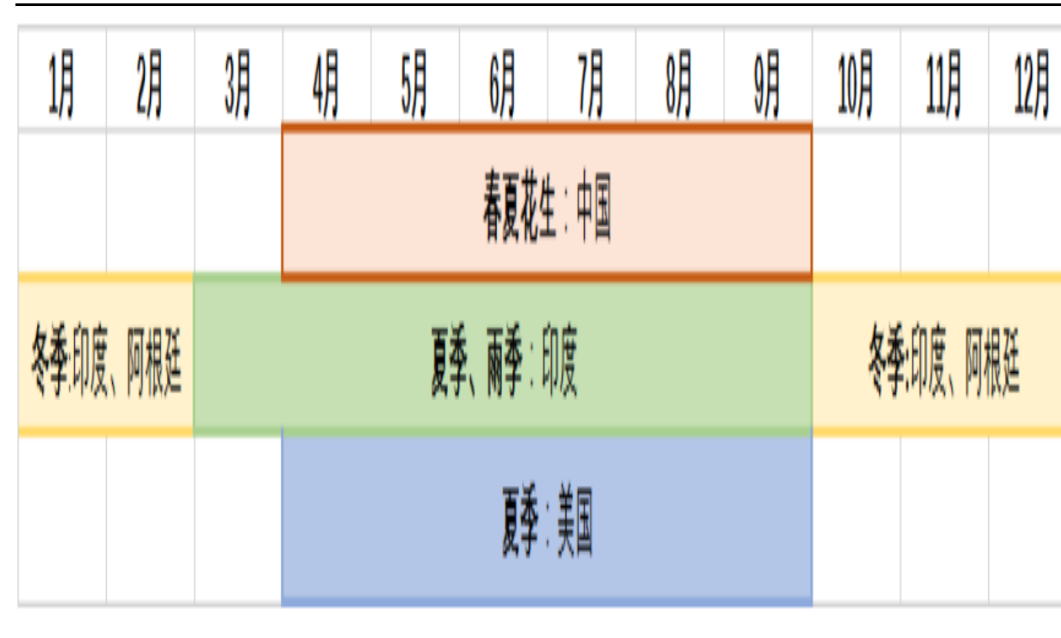 1月 2月 3月 4月 5月 6月 7月 8月 9月 10月 11月 12月
春夏花生：中国
冬季:印度、阿根廷 夏季、雨季：印度 冬季:印度、阿根廷
夏季：美国